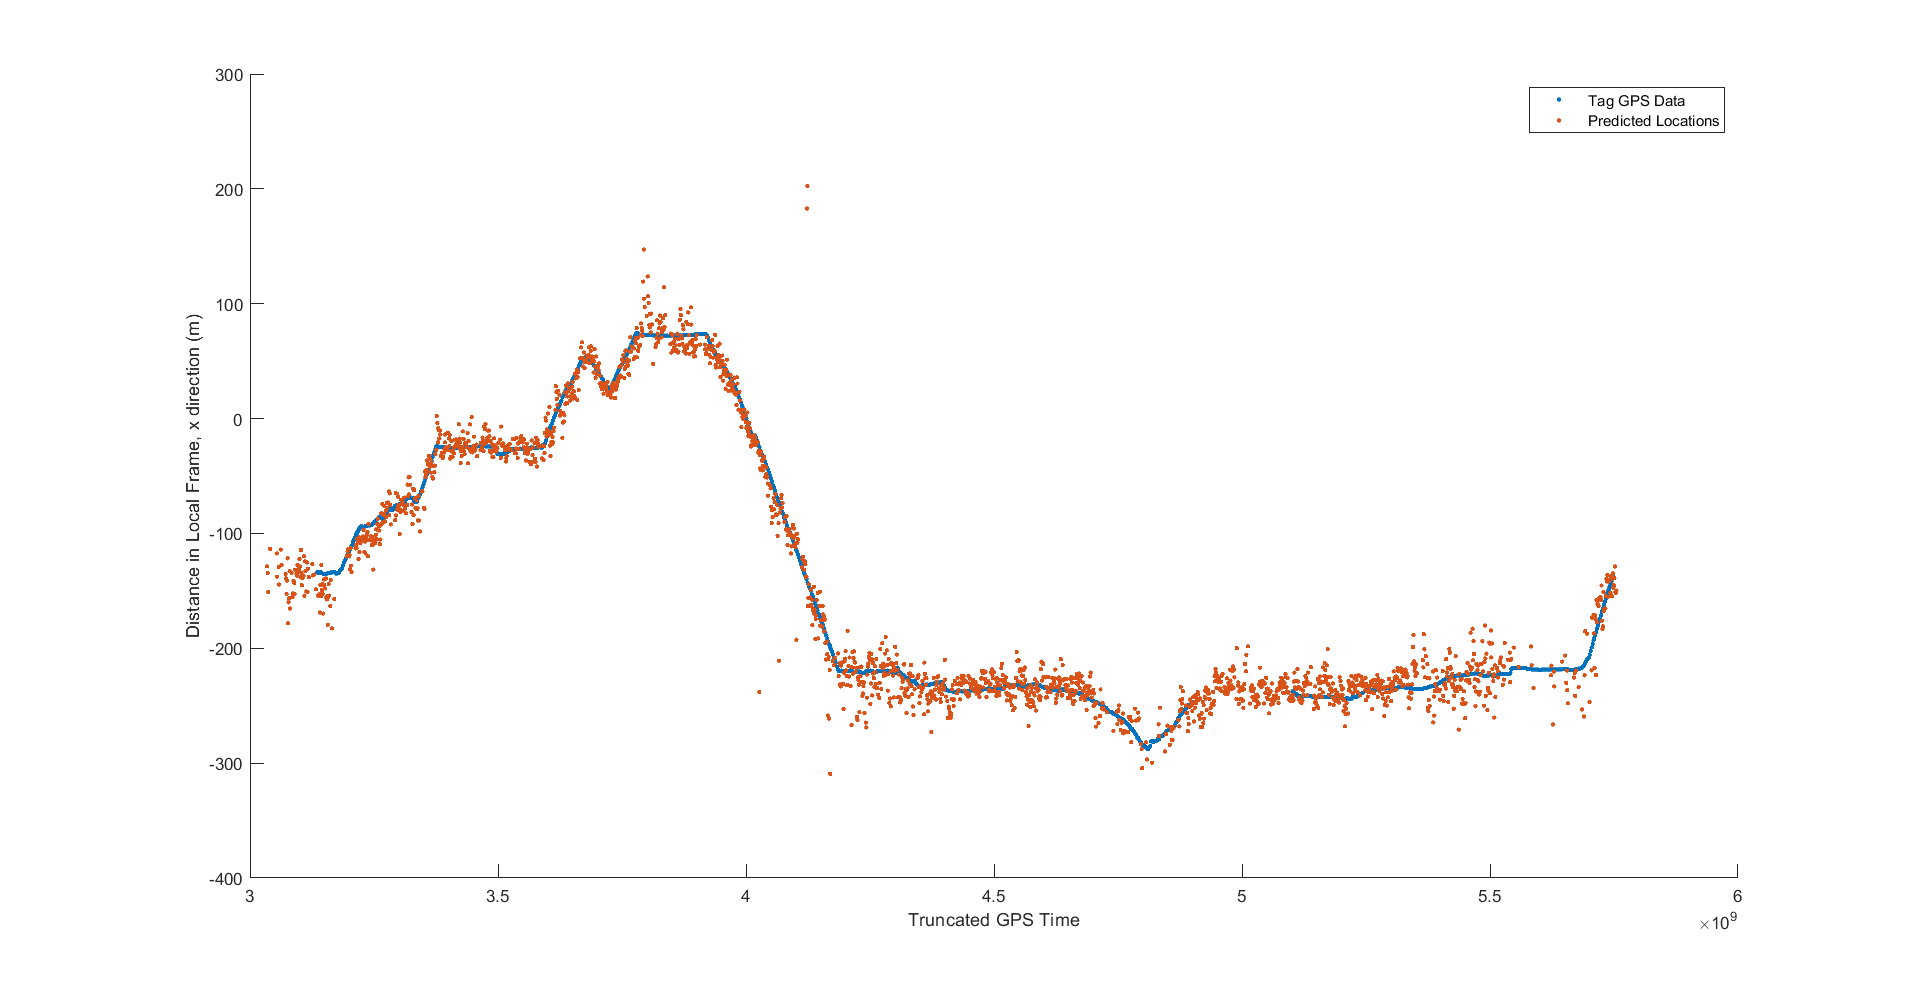 300
200
100
0
-100
-200
-300
-400
Distance in Local Frame, x direction (m)
Tag GPS Data
Predicted Locations
3 3.5 4 4.5 5 5.5 6
Truncated GPS Time
×10⁹